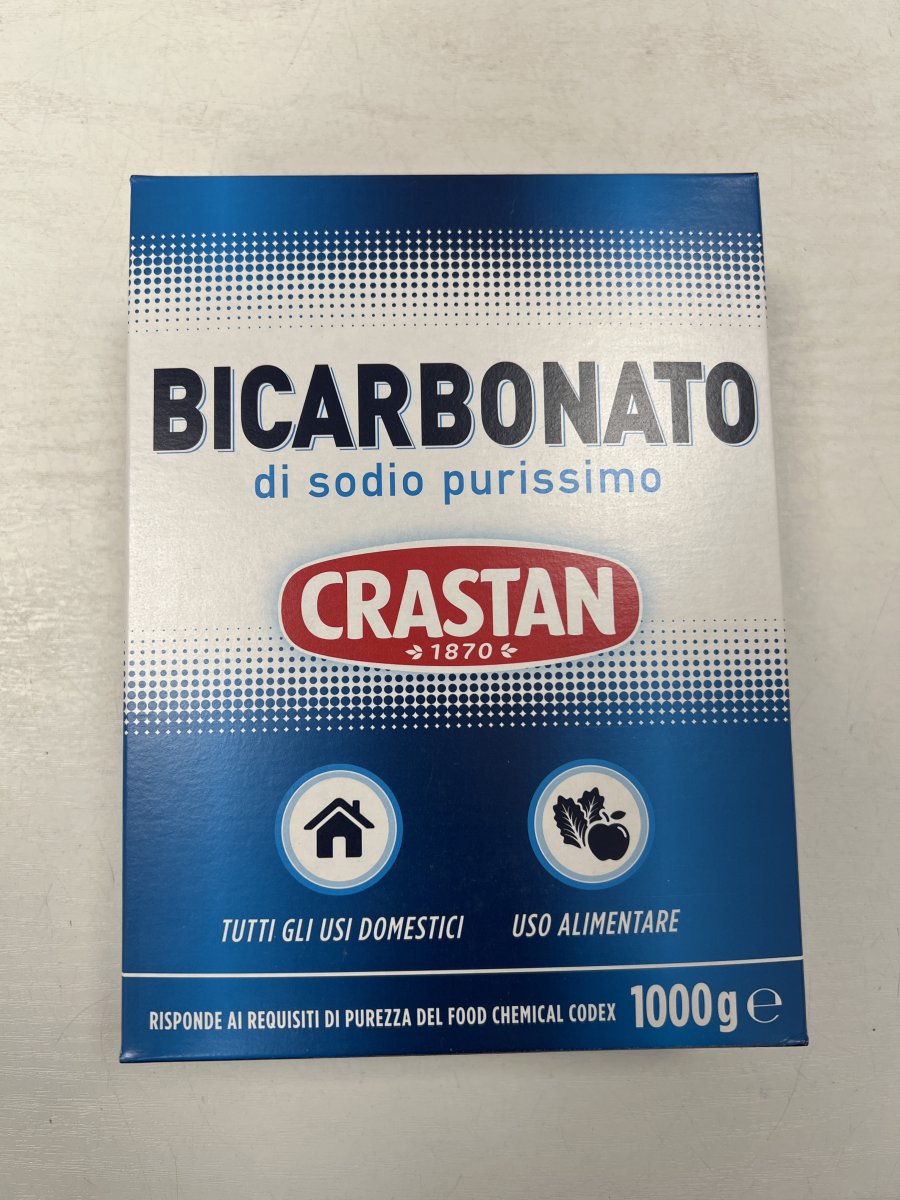 BICARBONATO
di sodio purissimo
CRASTAN
1870
TUTTI GLI USI DOMESTICI
USO ALIMENTARE
RISPONDE AI REQUISITI DI PUREZZA DEL FOOD CHEMICAL CODEX 1000 g ℮